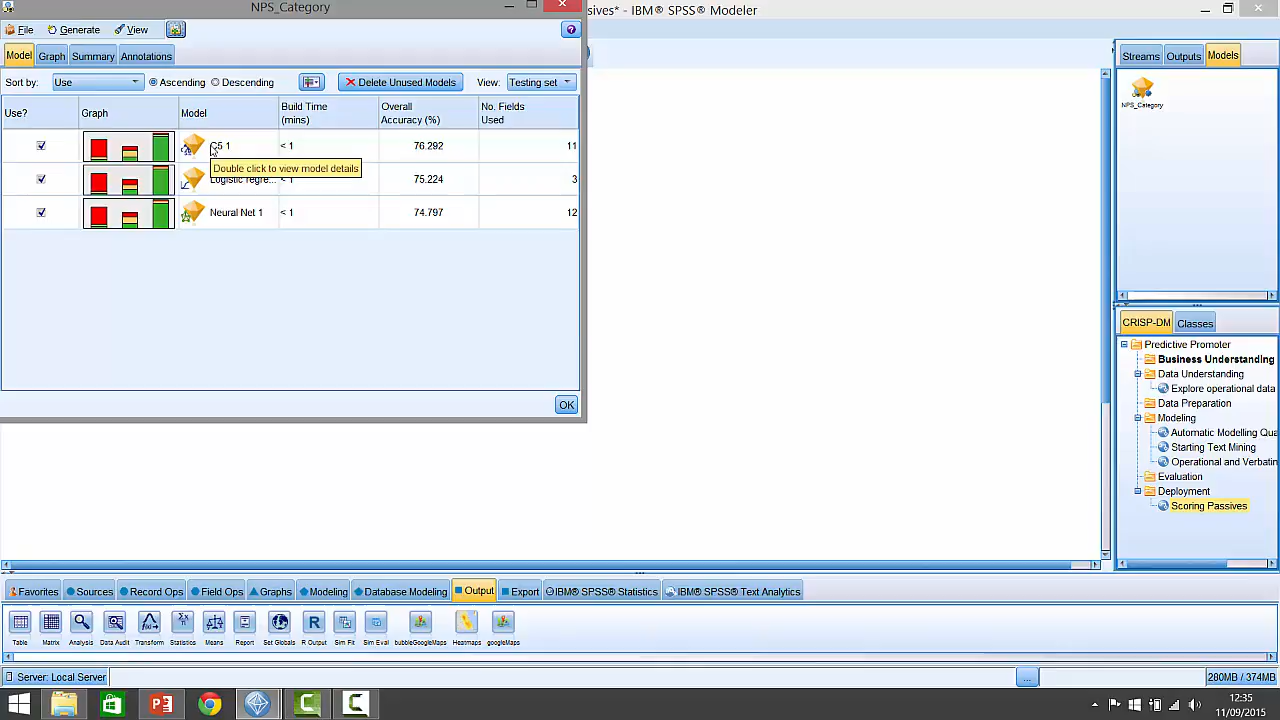 NPS_Category
sives* - IBM® SPSS® Modeler
File Generate View
Model Graph Summary Annotations
Sort by: Use Ascending Descending Delete Unused Models View: Testing set
Use? Graph Model Build Time (mins) Overall Accuracy (%) No. Fields Used
C5 1 < 1 76.292 11
Double click to view model details
Logistic regre... < 1 75.224 3
Neural Net 1 < 1 74.797 12
OK
Streams Outputs Models
NPS_Category
CRISP-DM Classes
Predictive Promoter
Business Understanding
Data Understanding
Explore operational data
Data Preparation
Modeling
Automatic Modelling Qua
Starting Text Mining
Operational and Verbatin
Evaluation
Deployment
Scoring Passives
Favorites Sources Record Ops Field Ops Graphs Modeling Database Modeling Output Export IBM® SPSS® Statistics IBM® SPSS® Text Analytics
Table Matrix Analysis Data Audit Transform Statistics Means Report Set Globals R Output Sim Fit Sim Eval bubbleGoogleMaps Heatmaps googleMaps
Server: Local Server ... 280MB / 374MB
12:35
11/09/2015